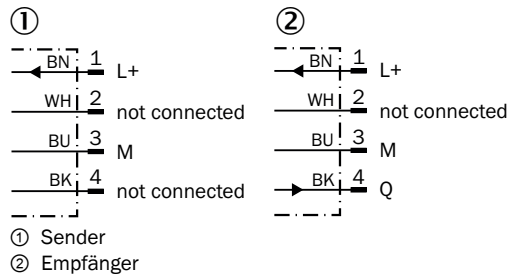 ① ②
BN 1 L+ BN 1 L+
WH 2 not connected WH 2 not connected
BU 3 M BU 3 M
BK 4 not connected BK 4 Q
① Sender
② Empfänger